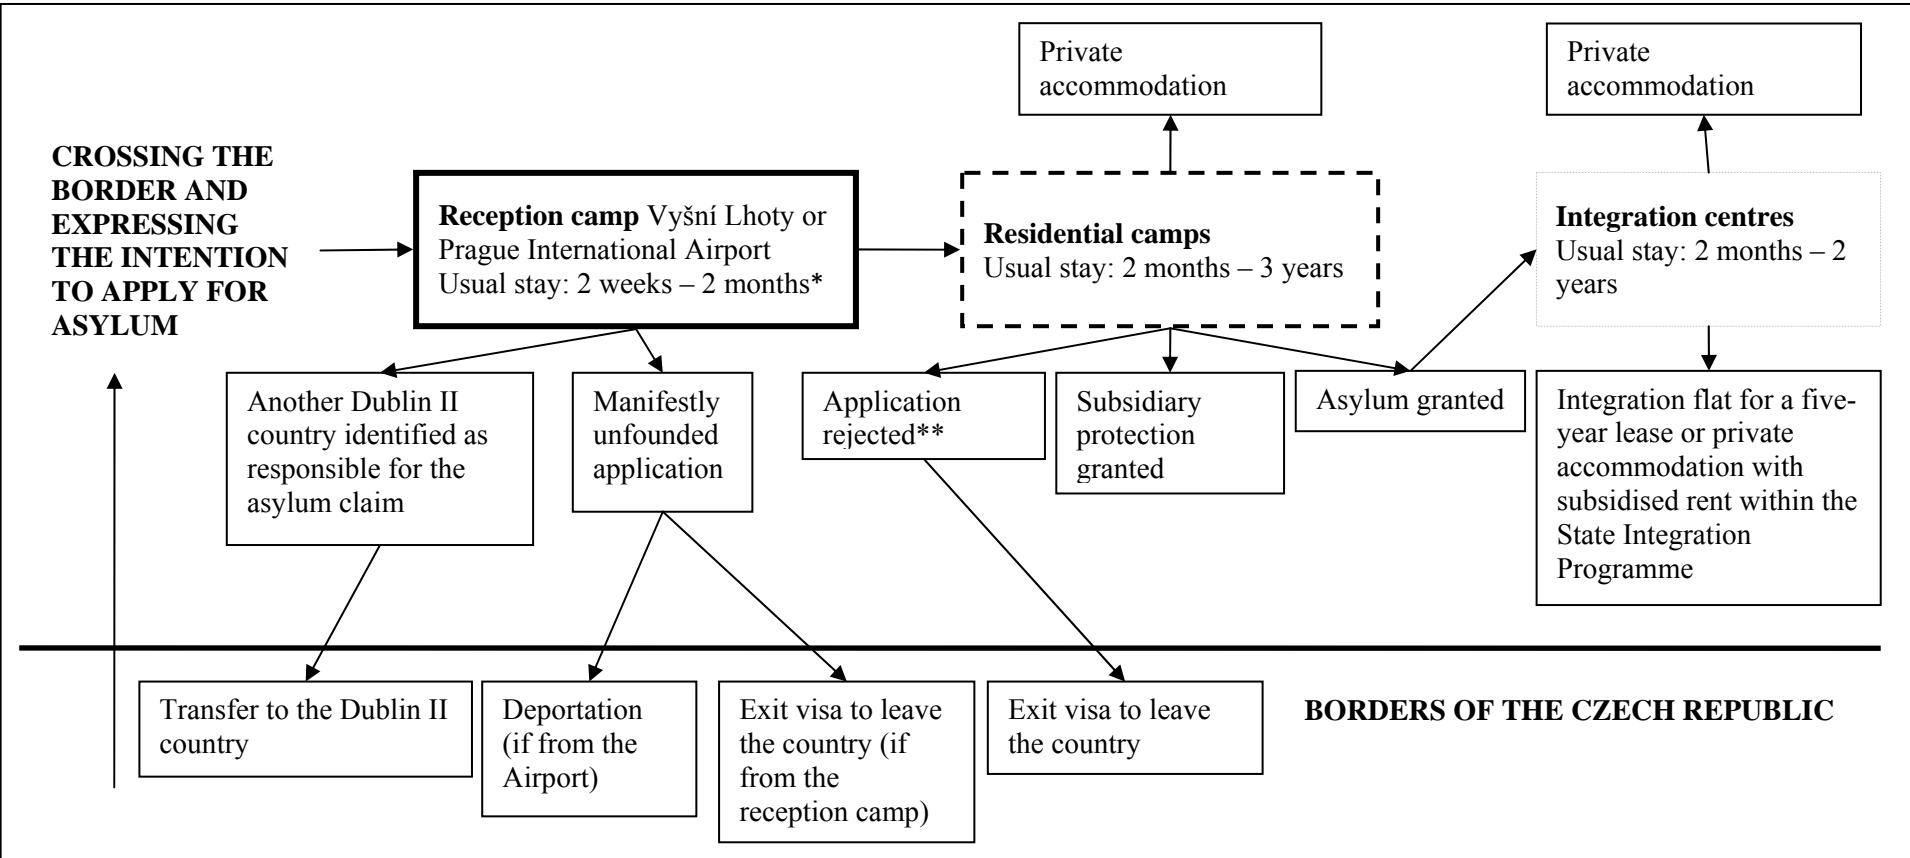 Private
accommodation
Private
accommodation
CROSSING THE
BORDER AND
EXPRESSING
THE INTENTION
TO APPLY FOR
ASYLUM
Reception camp Vyšní Lhoty or
Prague International Airport
Usual stay: 2 weeks – 2 months*
Residential camps
Usual stay: 2 months – 3 years
Integration centres
Usual stay: 2 months – 2
years
Another Dublin II
country identified as
responsible for the
asylum claim
Manifestly
unfounded
application
Application
rejected**
Subsidiary
protection
granted
Asylum granted
Integration flat for a five-
year lease or private
accommodation with
subsidised rent within the
State Integration
Programme
Transfer to the Dublin II
country
Deportation
(if from the
Airport)
Exit visa to leave
the country (if
from the
reception camp)
Exit visa to leave
the country
BORDERS OF THE CZECH REPUBLIC